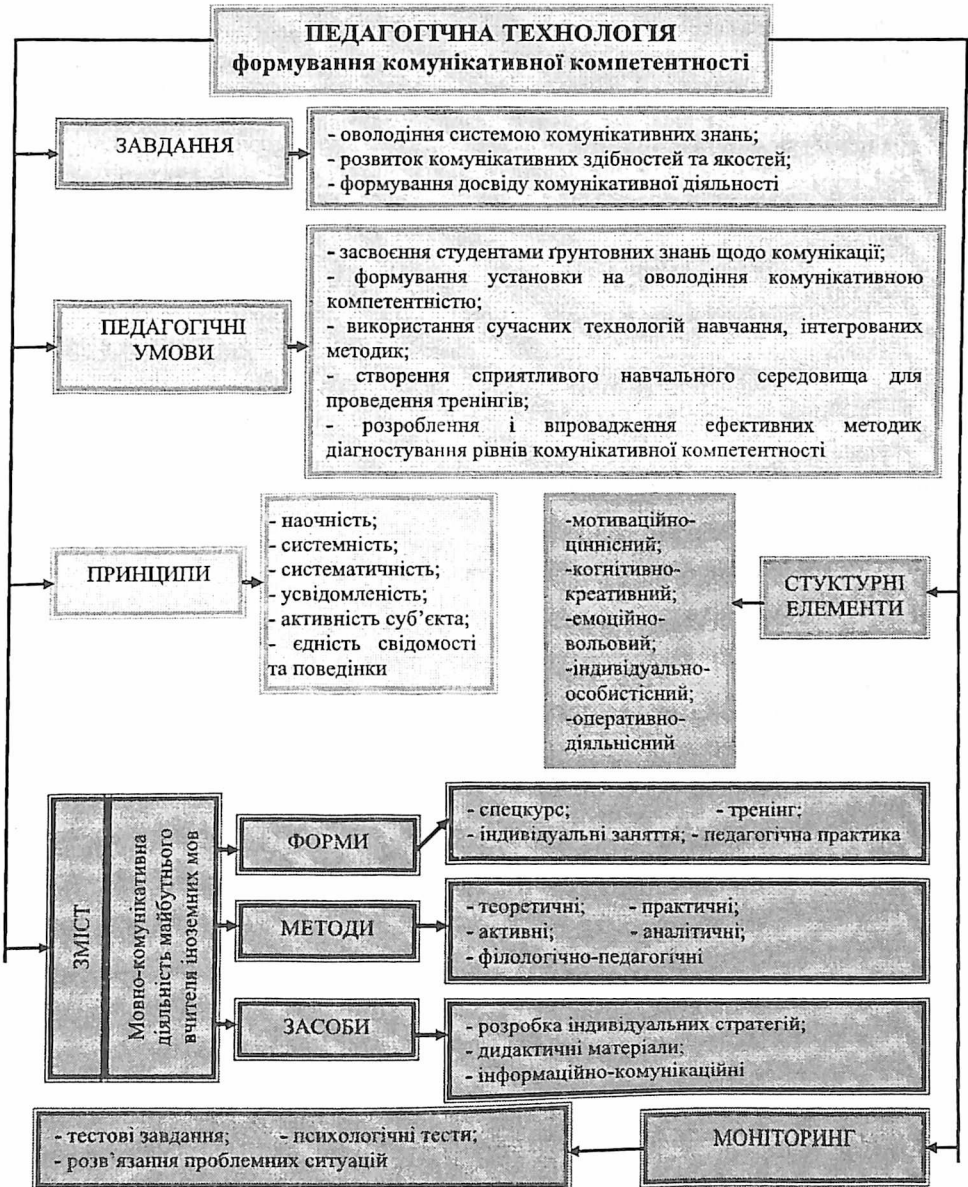 ПЕДАГОГІЧНА ТЕХНОЛОГІЯ
формування комунікативної компетентності
ЗАВДАННЯ
- оволодіння системою комунікативних знань;
- розвиток комунікативних здібностей та якостей;
- формування досвіду комунікативної діяльності
ПЕДАГОГІЧНІ
УМОВИ
- засвоєння студентами ґрунтовних знань щодо комунікації;
- формування установки на оволодіння комунікативною
компетентністю;
- використання сучасних технологій навчання, інтегрованих
методик;
- створення сприятливого навчального середовища для
проведення тренінгів;
- розроблення і впровадження ефективних методик
діагностування рівнів комунікативної компетентності
ПРИНЦИПИ
- наочність;
- системність;
- систематичність;
- усвідомленість;
- активність суб’єкта;
- єдність свідомості
та поведінки
-мотиваційно-
ціннісний;
-когнітивно-
креативний;
-емоційно-
вольовий;
-індивідуально-
особистісний;
-оперативно-
діяльнісний
СТУКТУРНІ
ЕЛЕМЕНТИ
ЗМІСТ
Мовно-комунікативна
діяльність майбутнього
вчителя іноземних мов
ФОРМИ
- спецкурс; - тренінг;
- індивідуальні заняття; - педагогічна практика
МЕТОДИ
- теоретичні; - практичні;
- активні; - аналітичні;
- філологічно-педагогічні
ЗАСОБИ
- розробка індивідуальних стратегій;
- дидактичні матеріали;
- інформаційно-комунікаційні
- тестові завдання; - психологічні тести;
- розв’язання проблемних ситуацій
МОНІТОРИНГ